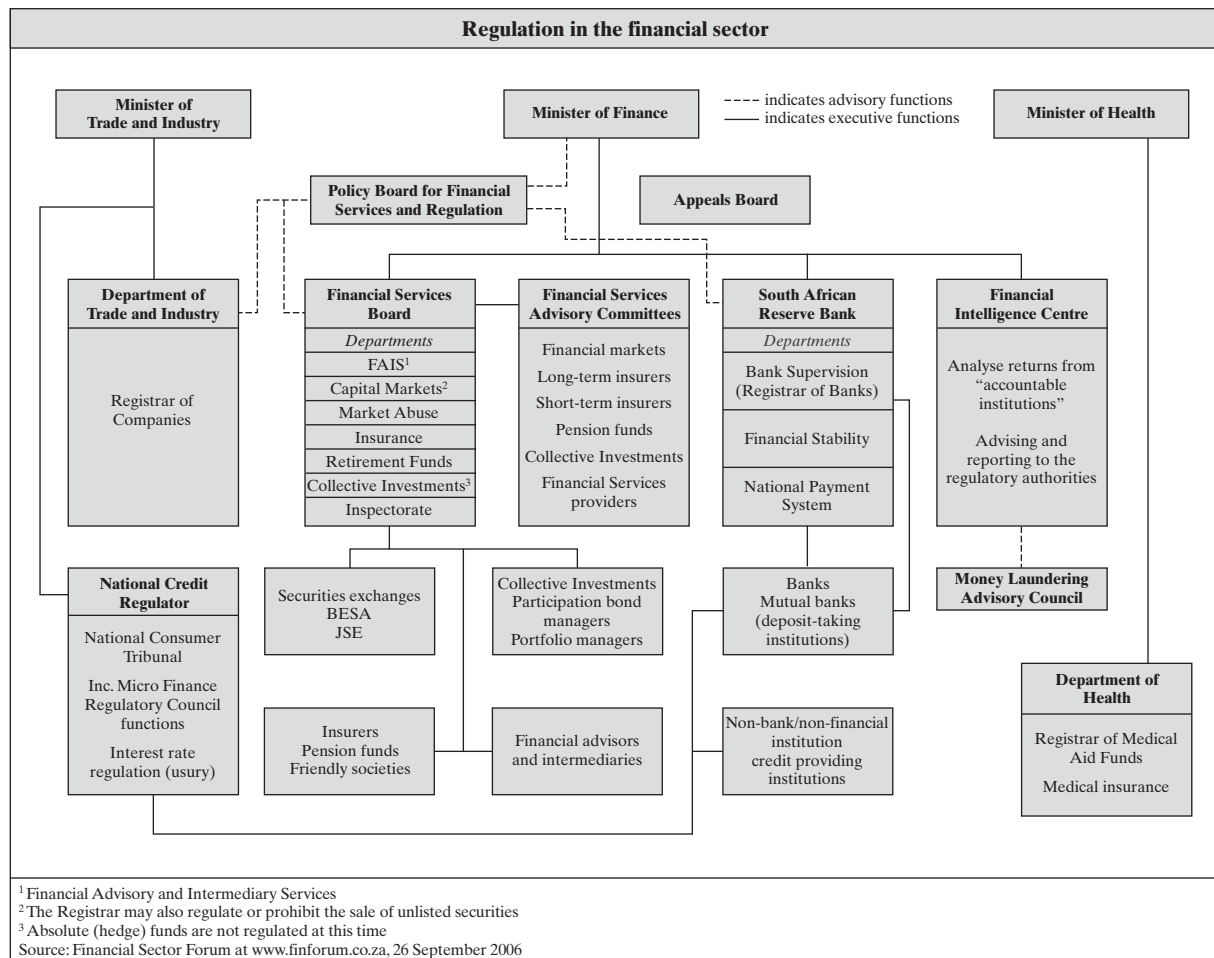 Regulation in the financial sector
Minister of
Trade and Industry
Minister of Finance
indicates advisory functions
indicates executive functions
Minister of Health
Policy Board for Financial
Services and Regulation
Appeals Board
Department of
Trade and Industry
Registrar of
Companies
Financial Services
Board
Departments
FAIS¹
Capital Markets²
Market Abuse
Insurance
Retirement Funds
Collective Investments³
Inspectorate
Financial Services
Advisory Committees
Financial markets
Long-term insurers
Short-term insurers
Pension funds
Collective Investments
Financial Services
providers
South African
Reserve Bank
Departments
Bank Supervision
(Registrar of Banks)
Financial Stability
National Payment
System
Financial
Intelligence Centre
Analyse returns from
“accountable
institutions”
Advising and
reporting to the
regulatory authorities
National Credit
Regulator
National Consumer
Tribunal
Inc. Micro Finance
Regulatory Council
functions
Interest rate
regulation (usury)
Securities exchanges
BESA
JSE
Collective Investments
Participation bond
managers
Portfolio managers
Banks
Mutual banks
(deposit-taking
institutions)
Money Laundering
Advisory Council
Insurers
Pension funds
Friendly societies
Financial advisors
and intermediaries
Non-bank/non-financial
institution
credit providing
institutions
Department of
Health
Registrar of Medical
Aid Funds
Medical insurance
¹ Financial Advisory and Intermediary Services
² The Registrar may also regulate or prohibit the sale of unlisted securities
³ Absolute (hedge) funds are not regulated at this time
Source: Financial Sector Forum at www.finforum.co.za, 26 September 2006